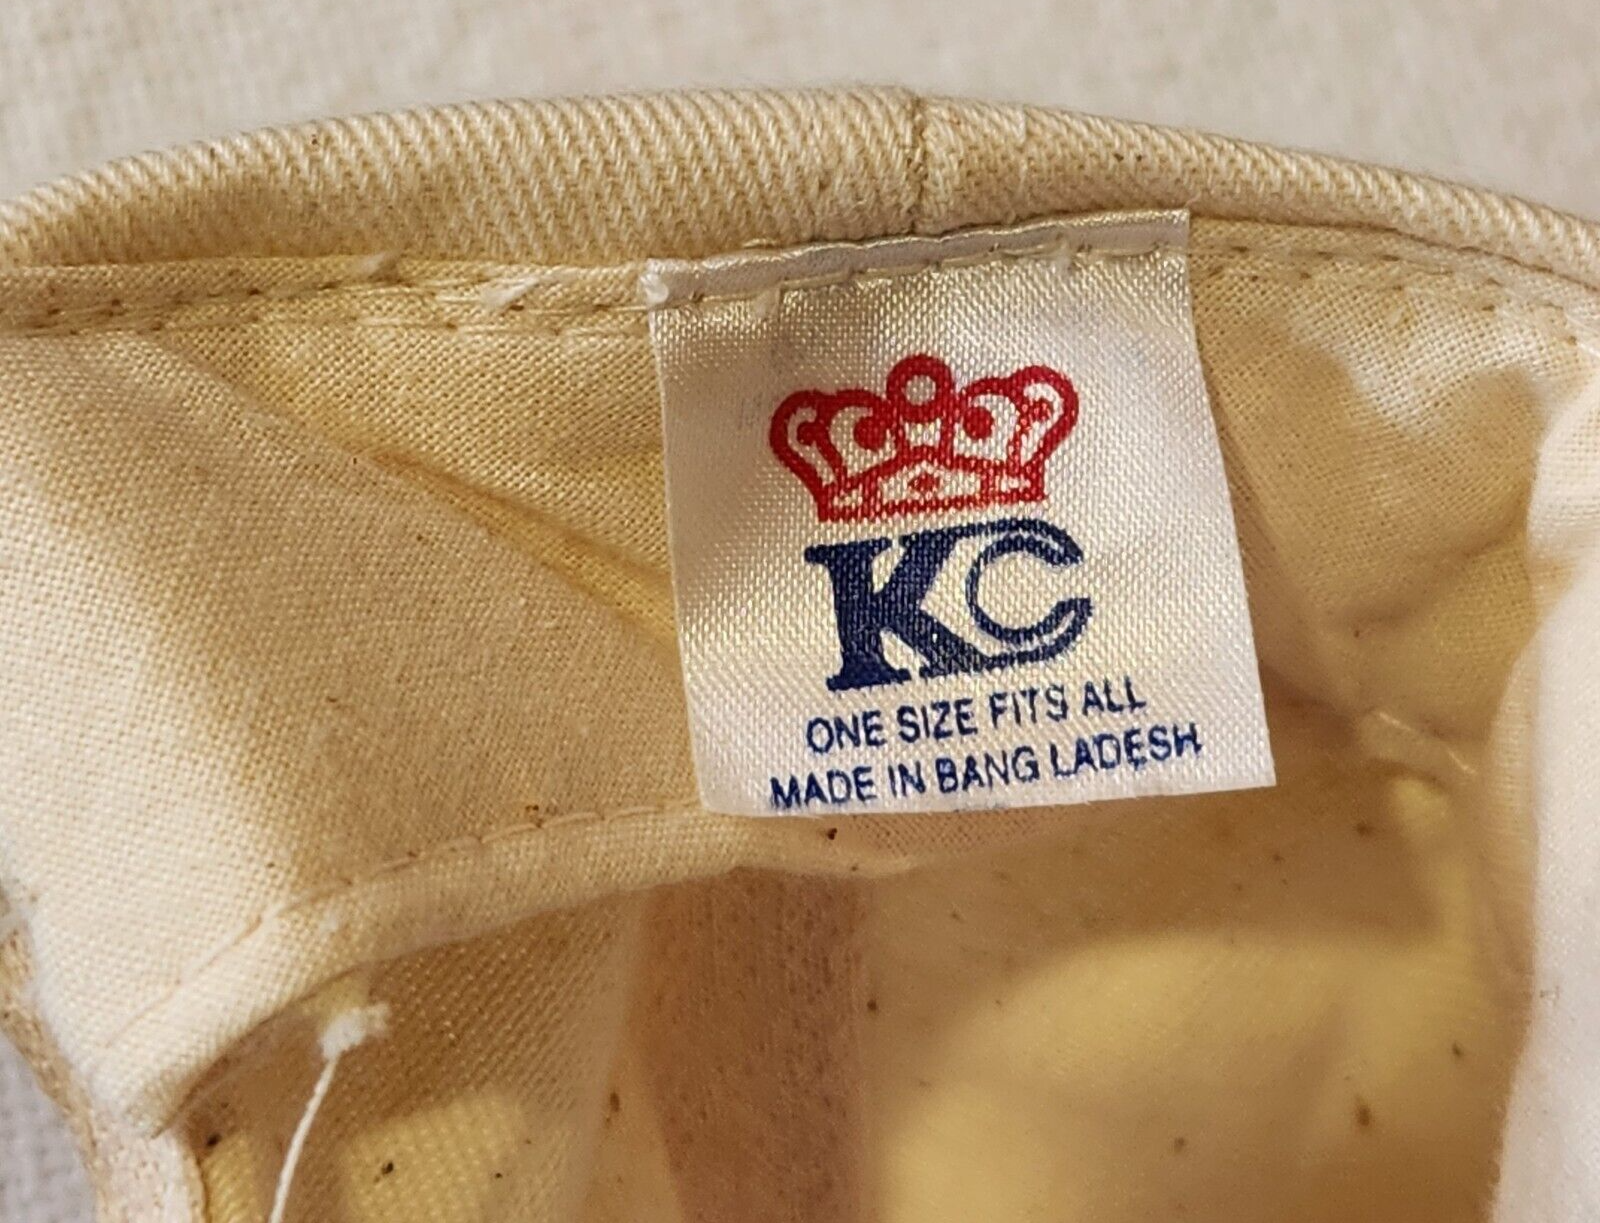 KC
ONE SIZE FITS ALL
MADE IN BANG LADESH